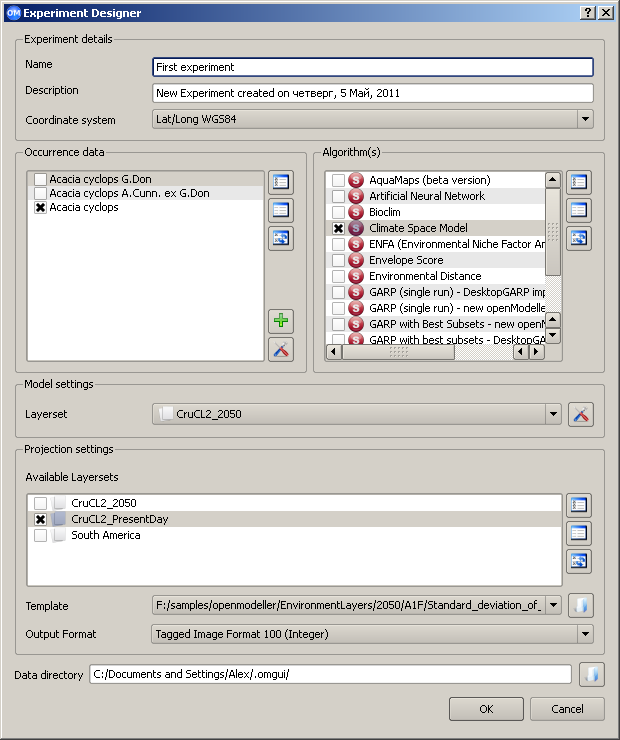 OM Experiment Designer
Experiment details
Name
First experiment
Description
New Experiment created on четверг, 5 Май, 2011
Coordinate system
Lat/Long WGS84
Occurrence data
Acacia cyclops G.Don
Acacia cyclops A.Cunn. ex G.Don
Acacia cyclops
Algorithm(s)
S AquaMaps (beta version)
S Artificial Neural Network
S Bioclim
S Climate Space Model
S ENFA (Environmental Niche Factor An
S Envelope Score
S Environmental Distance
S GARP (single run) - DesktopGARP imp
S GARP (single run) - new openModelle
S GARP with Best Subsets - new openM
S GARP with best subsets - DesktopGA
Model settings
Layerset
CruCL2_2050
Projection settings
Available Layersets
CruCL2_2050
CruCL2_PresentDay
South America
Template
F:/samples/openmodeller/EnvironmentLayers/2050/A1F/Standard_deviation_of_
Output Format
Tagged Image Format 100 (Integer)
Data directory
C:/Documents and Settings/Alex/.omgui/
OK
Cancel